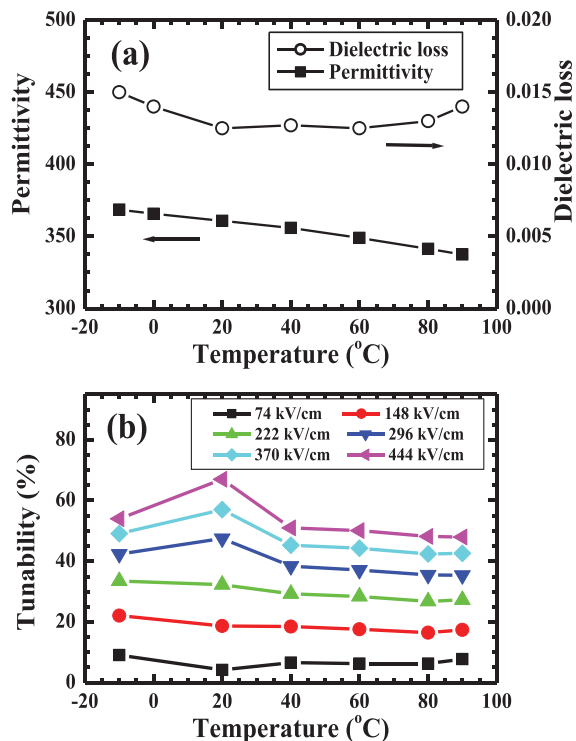 (a)
Dielectric loss
Permittivity
500
450
400
350
300
Permittivity
0.020
0.015
0.010
0.005
0.000
Dielectric loss
-20 0 20 40 60 80 100
Temperature (°C)
(b)
74 kV/cm 148 kV/cm
222 kV/cm 296 kV/cm
370 kV/cm 444 kV/cm
80
60
40
20
0
Tunability (%)
-20 0 20 40 60 80 100
Temperature (°C)